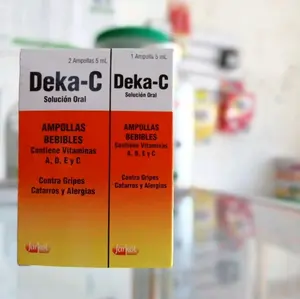 2 Ampollas 5 mL
Deka-C
Solución Oral
AMPOLLAS
BEBIBLES
Contiene Vitaminas
A, D, E y C
Contra Gripes
Catarros y Alergias
1 Ampolla 5 mL
Deka-C
Solución Oral
AMPOLLAS
BEBIBLES
Contiene Vitaminas
A, D, E y C
Contra Gripes
Catarros y Alergias